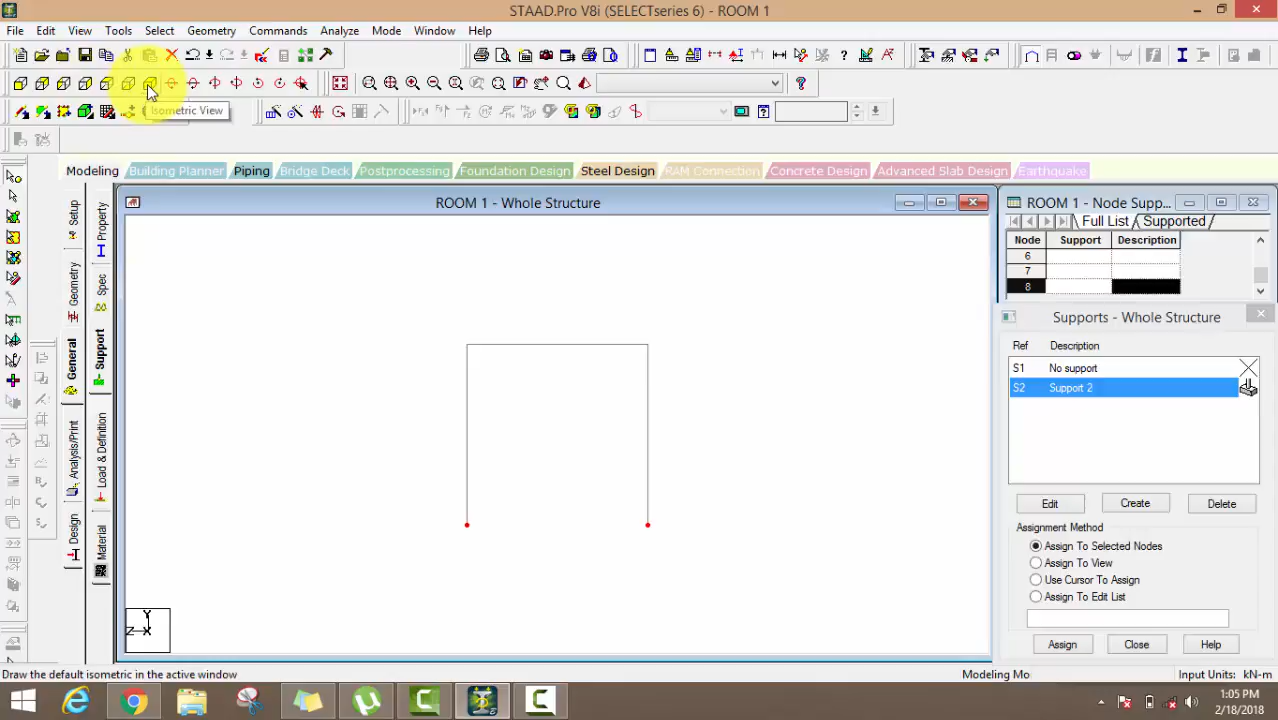 STAAD.Pro V8i (SELECTseries 6) - ROOM 1
File Edit View Tools Select Geometry Commands Analyze Mode Window Help
Isometric View
Modeling Building Planner Piping Bridge Deck Postprocessing Foundation Design Steel Design RAM Connection Concrete Design Advanced Slab Design Earthquake
Setup
Geometry
General
Analysis/Print
Design
Property
Spec
Support
Load & Definition
Material
ROOM 1 - Whole Structure
Y
Z X
ROOM 1 - Node Supp...
Full List Supported
Node Support Description
6
7
8
Supports - Whole Structure
Ref Description
S1 No support
S2 Support 2
Edit Create Delete
Assignment Method
Assign To Selected Nodes
Assign To View
Use Cursor To Assign
Assign To Edit List
Assign Close Help
Draw the default isometric in the active window
Modeling Mo
Input Units: kN-m
1:05 PM
2/18/2018